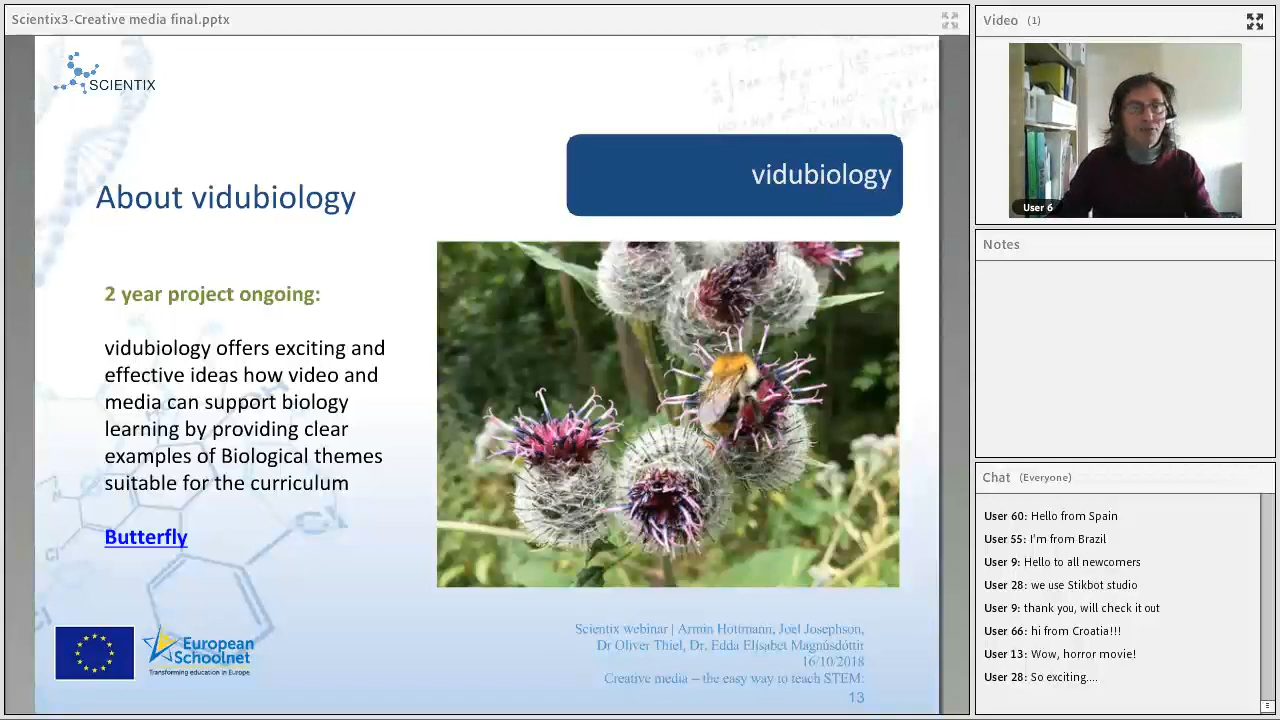 Scientix3-Creative media final.pptx
SCIENTIX
vidubiology
About vidubiology
2 year project ongoing:
vidubiology offers exciting and
effective ideas how video and
media can support biology
learning by providing clear
examples of Biological themes
suitable for the curriculum
Butterfly
European
Schoolnet
Transforming education in Europe
Scientix webinar | Armin Hottmann, Joel Josephson,
Dr Oliver Thiel, Dr. Edda Elísabet Magnúsdóttir
16/10/2018
Creative media – the easy way to teach STEM:
13
Video (1)
User 6
Notes
Chat (Everyone)
User 60: Hello from Spain
User 55: I'm from Brazil
User 9: Hello to all newcomers
User 28: we use Stikbot studio
User 9: thank you, will check it out
User 66: hi from Croatia!!!
User 13: Wow, horror movie!
User 28: So exciting....